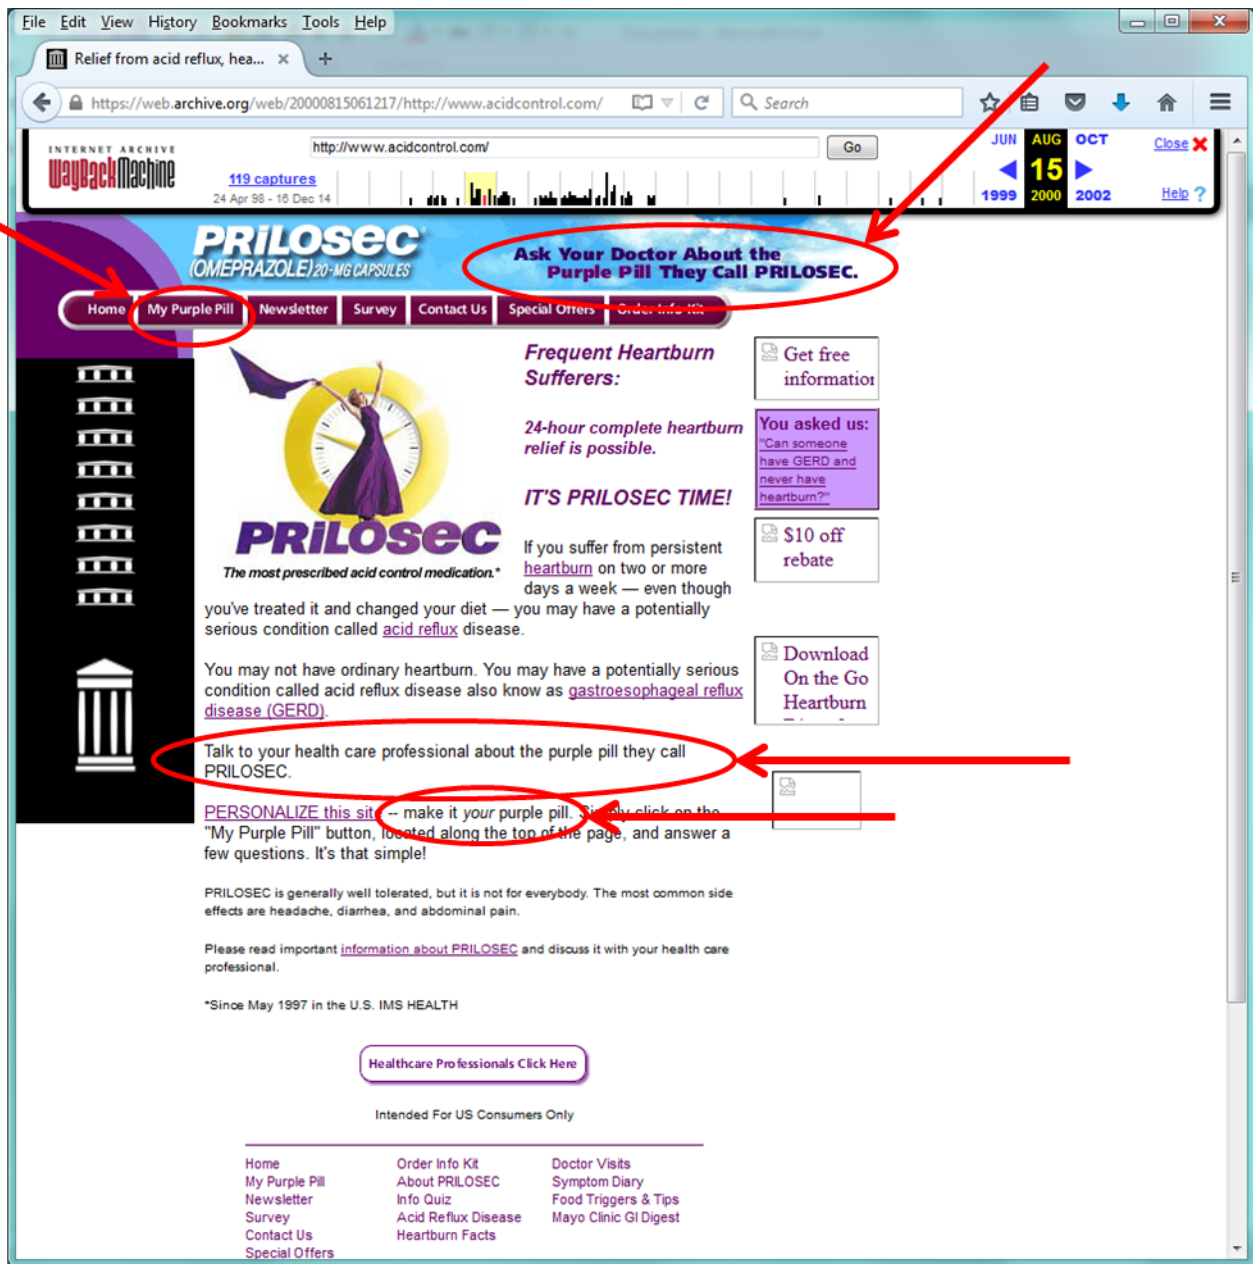 File Edit View History Bookmarks Tools Help
Relief from acid reflux, hea... × +
https://web.archive.org/web/20000815061217/http://www.acidcontrol.com/ Search
INTERNET ARCHIVE
WayBackMachine
http://www.acidcontrol.com/ Go
119 captures
24 Apr 98 - 16 Dec 14
JUN AUG OCT
15
1999 2000 2002
Close
Help ?
PRiLOSEC
(OMEPRAZOLE) 20-MG CAPSULES
Ask Your Doctor About the
Purple Pill They Call PRILOSEC.
Home My Purple Pill Newsletter Survey Contact Us Special Offers Order Info Kit
PRiLOSEC
The most prescribed acid control medication.*
Frequent Heartburn
Sufferers:
24-hour complete heartburn
relief is possible.
IT'S PRILOSEC TIME!
If you suffer from persistent
heartburn on two or more
days a week — even though
you've treated it and changed your diet — you may have a potentially
serious condition called acid reflux disease.
You may not have ordinary heartburn. You may have a potentially serious
condition called acid reflux disease also know as gastroesophageal reflux
disease (GERD).
Talk to your health care professional about the purple pill they call
PRILOSEC.
PERSONALIZE this site -- make it your purple pill. Simply click on the
"My Purple Pill" button, located along the top of the page, and answer a
few questions. It's that simple!
PRILOSEC is generally well tolerated, but it is not for everybody. The most common side
effects are headache, diarrhea, and abdominal pain.
Please read important information about PRILOSEC and discuss it with your health care
professional.
*Since May 1997 in the U.S. IMS HEALTH
Get free
information
You asked us:
"Can someone
have GERD and
never have
heartburn?"
$10 off
rebate
Download
On the Go
Heartburn
Healthcare Professionals Click Here
Intended For US Consumers Only
Home
My Purple Pill
Newsletter
Survey
Contact Us
Special Offers
Order Info Kit
About PRILOSEC
Info Quiz
Acid Reflux Disease
Heartburn Facts
Doctor Visits
Symptom Diary
Food Triggers & Tips
Mayo Clinic GI Digest